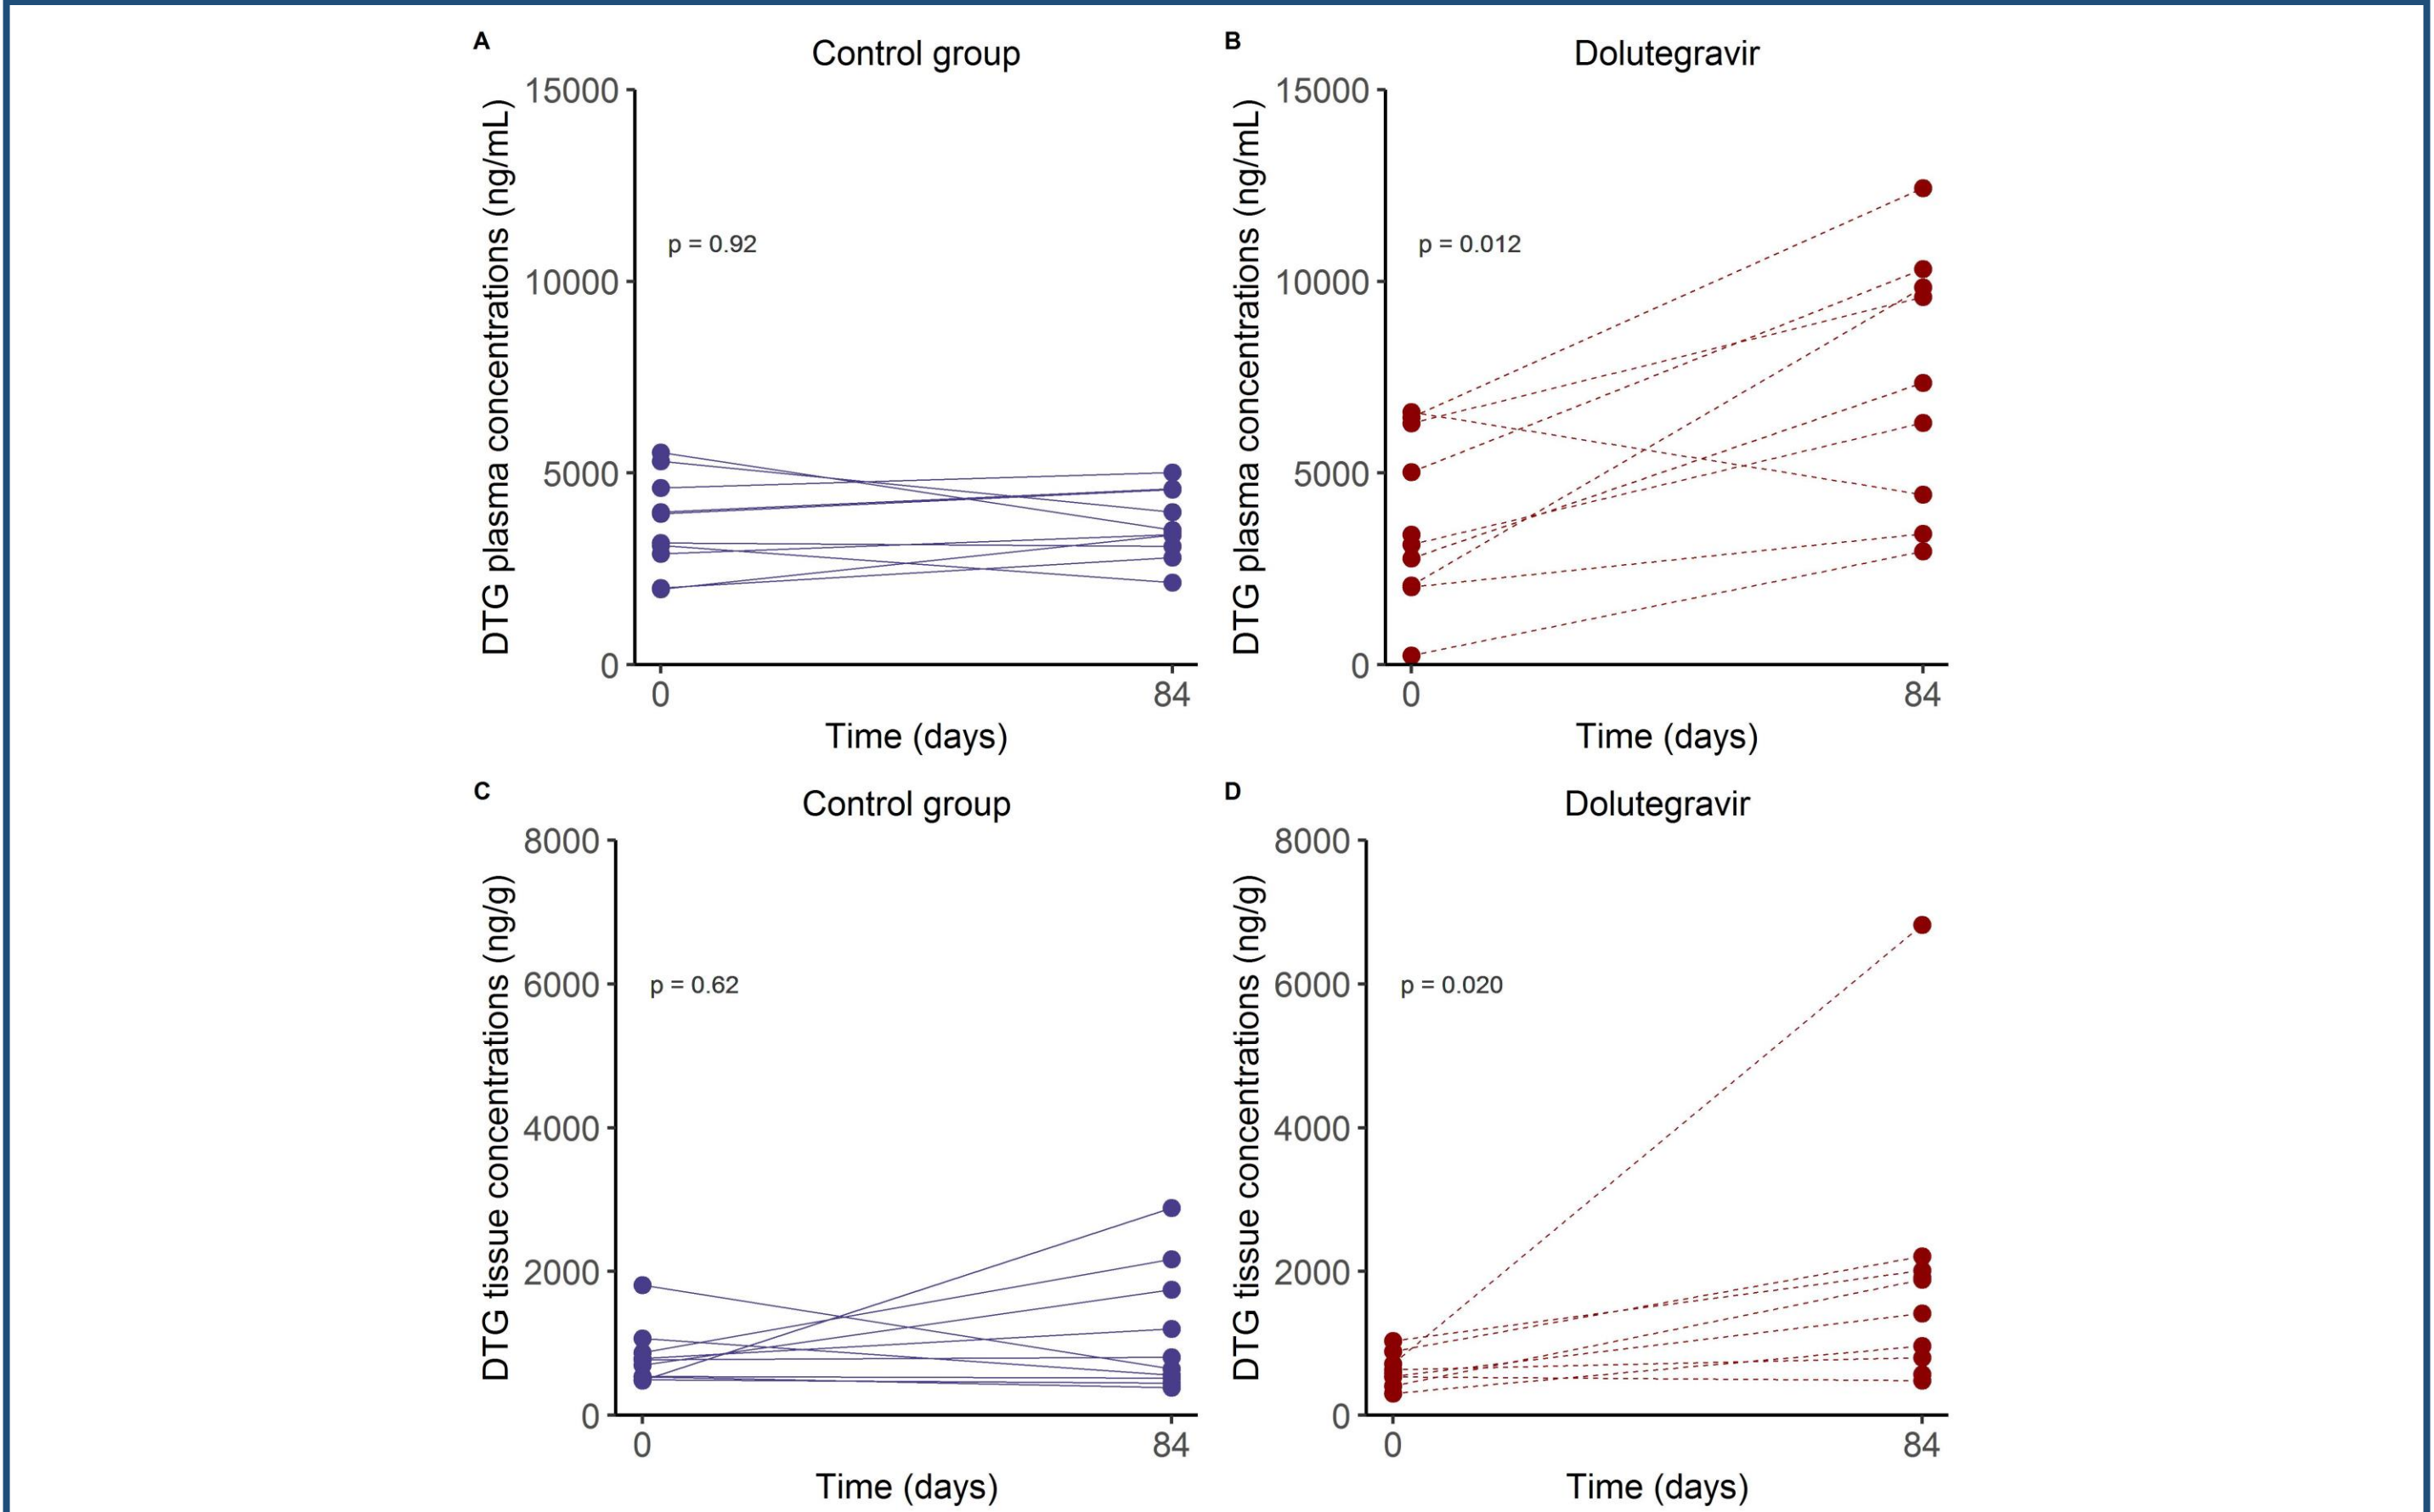 A
Control group
DTG plasma concentrations (ng/mL)
15000
10000
5000
0
p = 0.92
0
84
Time (days)
B
Dolutegravir
DTG plasma concentrations (ng/mL)
15000
10000
5000
0
p = 0.012
0
84
Time (days)
C
Control group
DTG tissue concentrations (ng/g)
8000
6000
4000
2000
0
p = 0.62
0
84
Time (days)
D
Dolutegravir
DTG tissue concentrations (ng/g)
8000
6000
4000
2000
0
p = 0.020
0
84
Time (days)